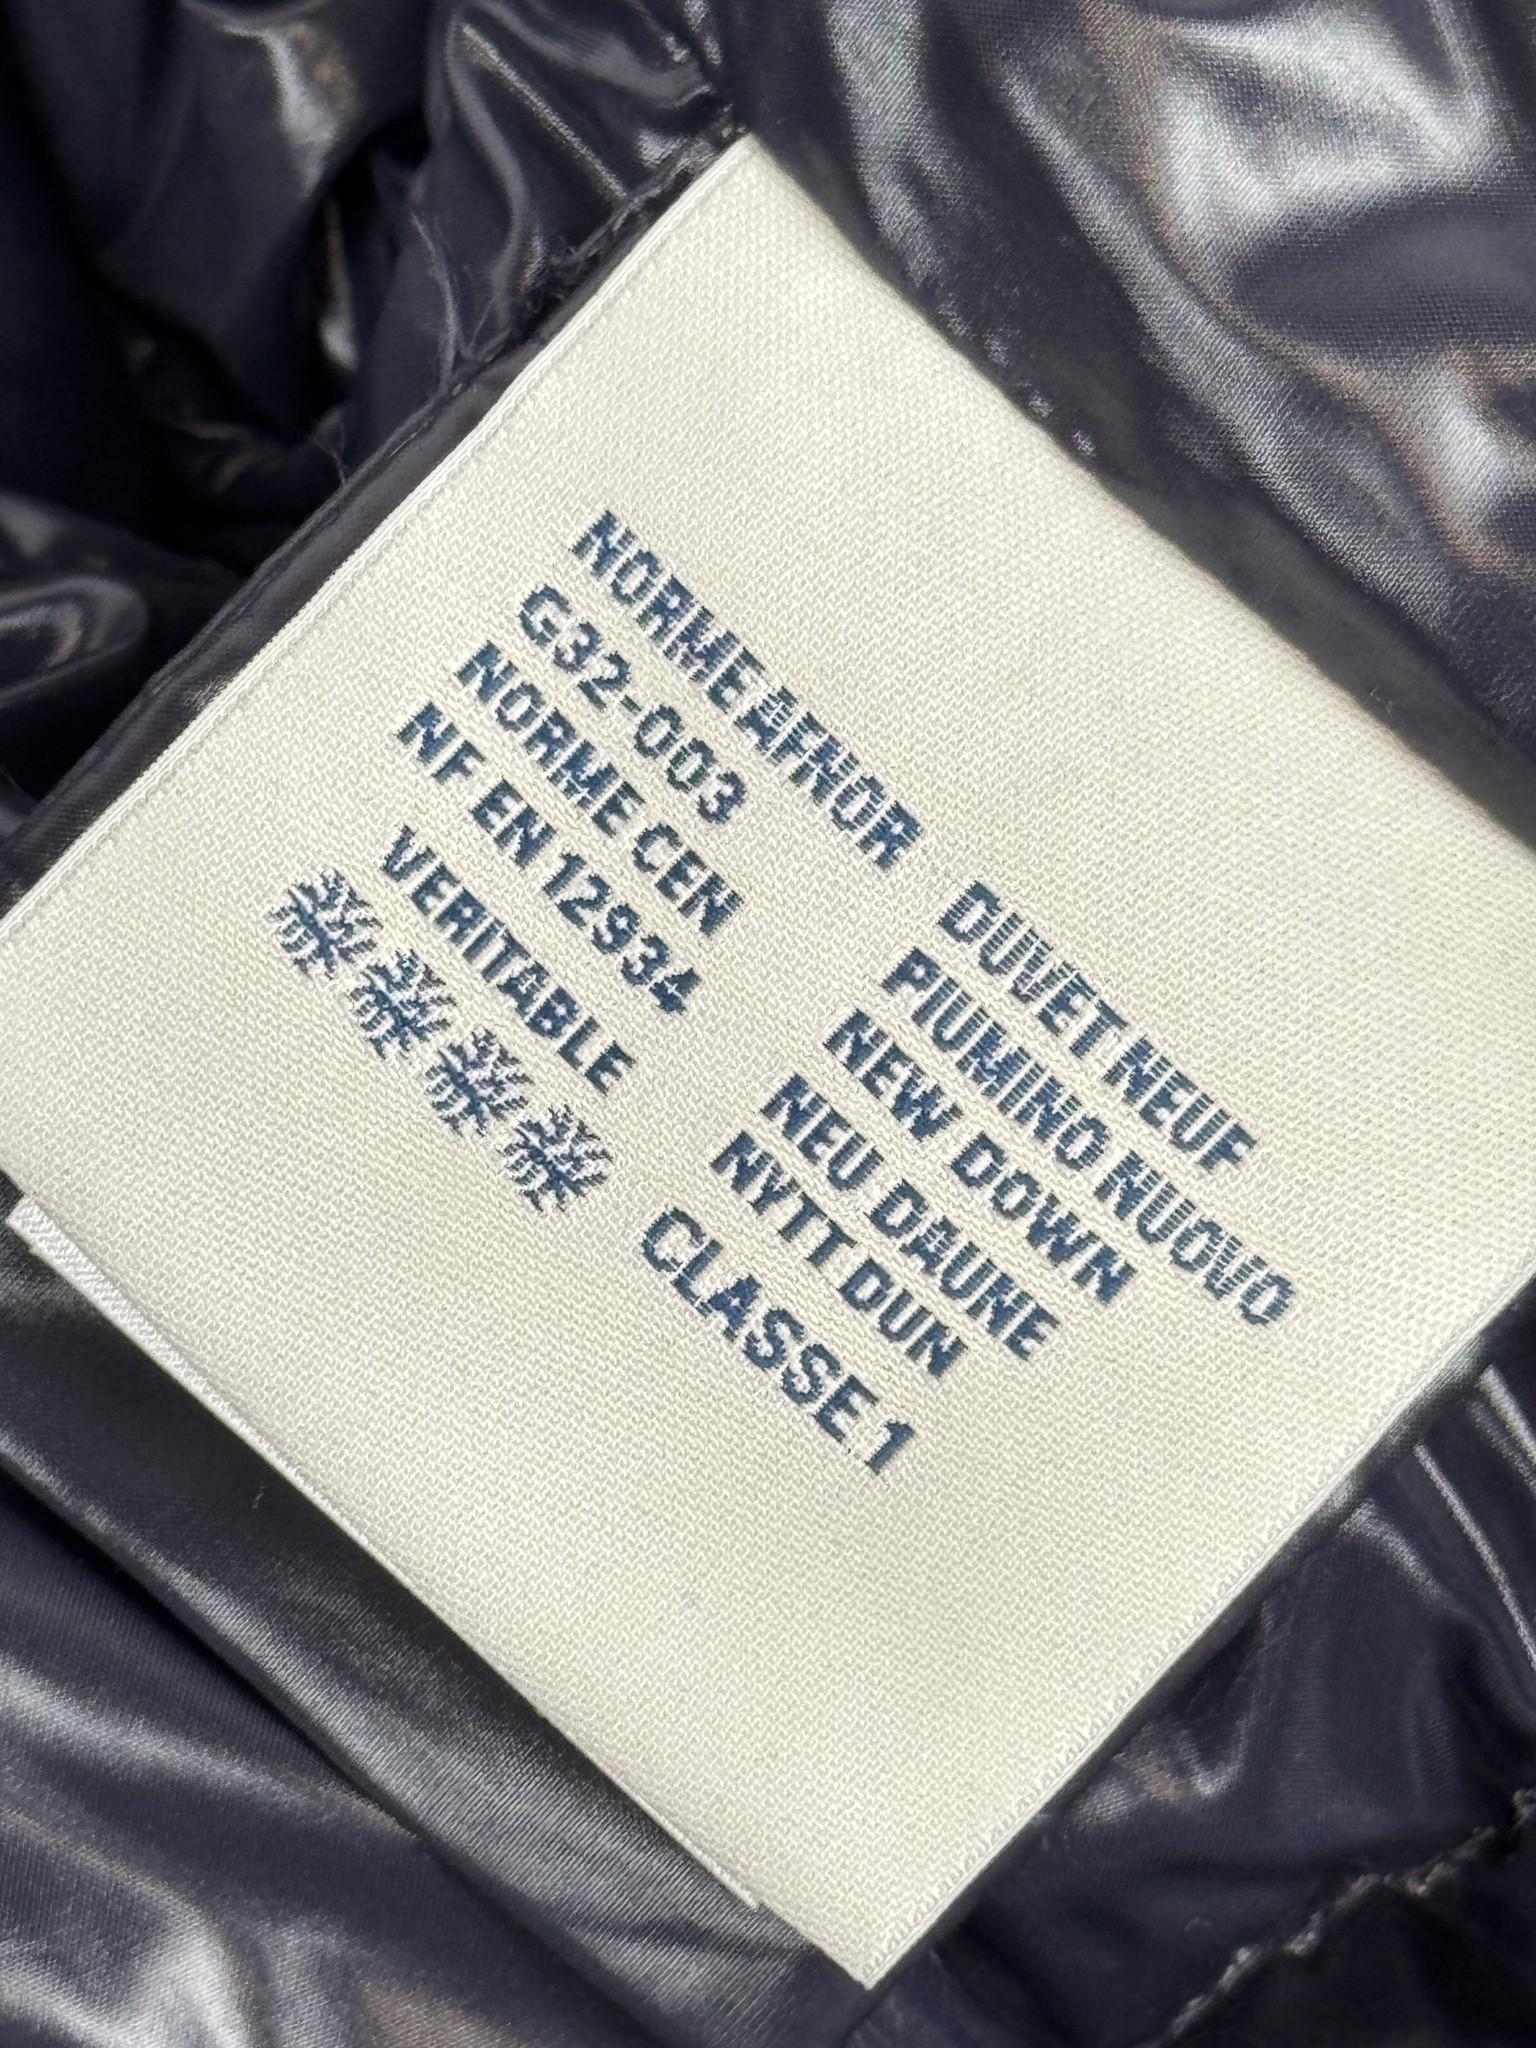 NORME AFNOR
G32-003
NORME CEN
NF EN 12934
VERITABLE
DUVET NEUF
PIUMINO NUOVO
NEW DOWN
NEU DAUNE
NYTT DUN
CLASSE 1